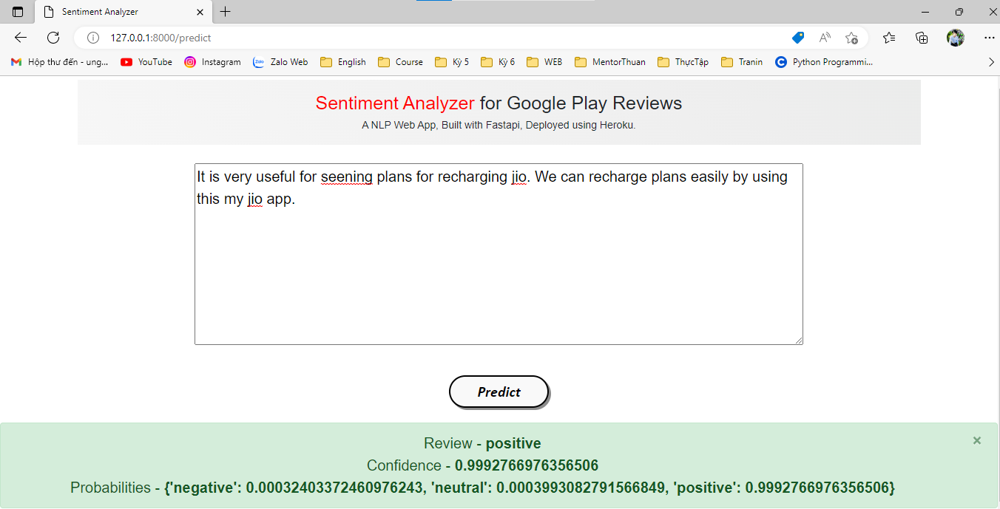 Sentiment Analyzer
127.0.0.1:8000/predict
Hộp thư đến - ung... YouTube Instagram Zalo Zalo Web English Course Kỳ 5 Kỳ 6 WEB MentorThuan ThựcTập Tranin Python Programmi...
Sentiment Analyzer for Google Play Reviews
A NLP Web App, Built with Fastapi, Deployed using Heroku.
It is very useful for seening plans for recharging jio. We can recharge plans easily by using
this my jio app.
Predict
Review - positive
Confidence - 0.9992766976356506
Probabilities - {'negative': 0.00032403372460976243, 'neutral': 0.0003993082791566849, 'positive': 0.9992766976356506}